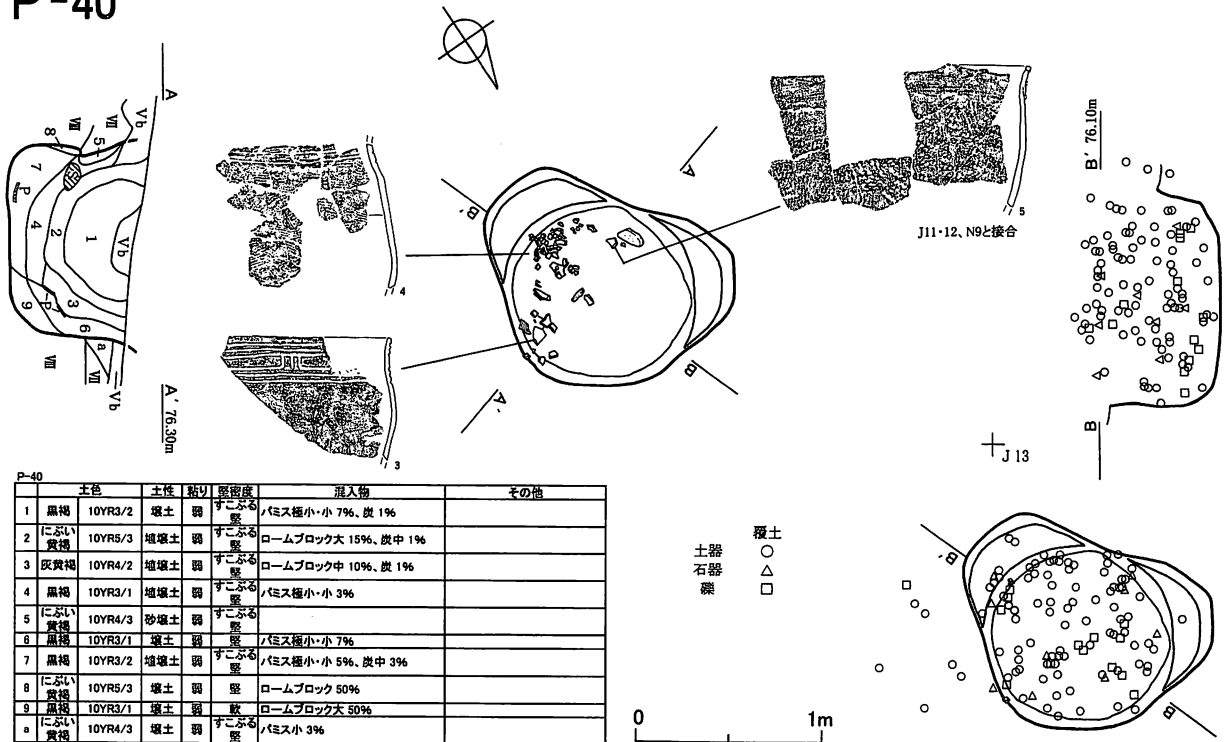 P-40
A
Vb
Ⅶ
Ⅶ
5
8
7
P
4
2
1
Vb
3
P
9
6
a
Ⅶ
Ⅶ
Vb
A' 76.30m
4
3
5
J11・12、N9と接合
A
B'
B
A'
B' 76.10m
B
J 13
P-40
土色 土性 粘り 堅密度 混入物 その他
1 黒褐 10YR3/2 壌土 弱 すこぶる堅 パミス極小・小 7%、炭 1%
2 にぶい黄褐 10YR5/3 埴壌土 弱 すこぶる堅 ロームブロック大 15%、炭中 1%
3 灰黄褐 10YR4/2 埴壌土 弱 すこぶる堅 ロームブロック中 10%、炭 1%
4 黒褐 10YR3/1 埴壌土 弱 すこぶる堅 パミス極小・小 3%
5 にぶい黄褐 10YR4/3 砂壌土 弱 すこぶる堅
6 黒褐 10YR3/1 壌土 弱 堅 パミス極小・小 7%
7 黒褐 10YR3/2 埴壌土 弱 すこぶる堅 パミス極小・小 5%、炭中 3%
8 にぶい黄褐 10YR5/3 壌土 弱 堅 ロームブロック 50%
9 黒褐 10YR3/1 壌土 弱 軟 ロームブロック大 50%
a にぶい黄褐 10YR4/3 壌土 弱 すこぶる堅 パミス小 3%
覆土
土器 ○
石器 △
礫 □
0 1m
B'
B